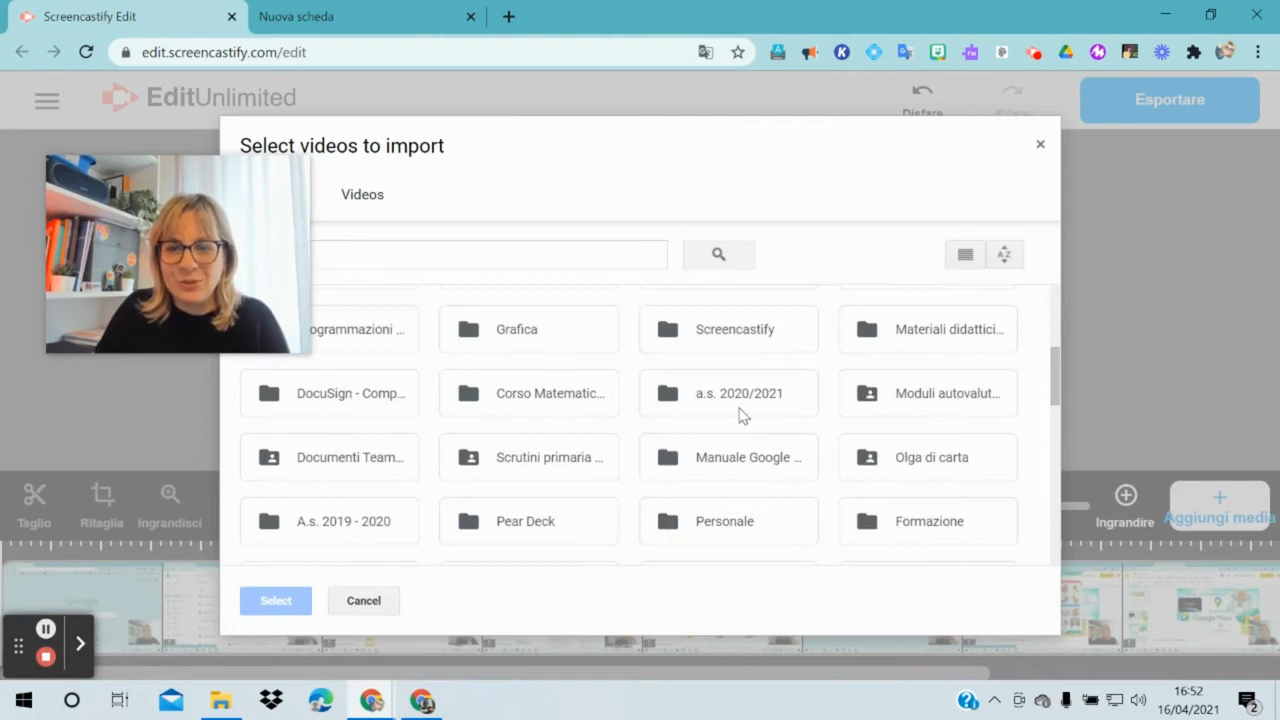 Screencastify Edit
Nuova scheda
edit.screencastify.com/edit
EditUnlimited
Disfare
Rifare
Esportare
Select videos to import
Videos
ogrammazioni ...
Grafica
Screencastify
Materiali didattici...
DocuSign - Comp...
Corso Matematic...
a.s. 2020/2021
Moduli autovalut...
Documenti Team...
Scrutini primaria ...
Manuale Google ...
Olga di carta
A.s. 2019 - 2020
Pear Deck
Personale
Formazione
Taglio
Ritaglia
Ingrandisci
Ingrandire
Aggiungi media
Select
Cancel
16:52
16/04/2021
2